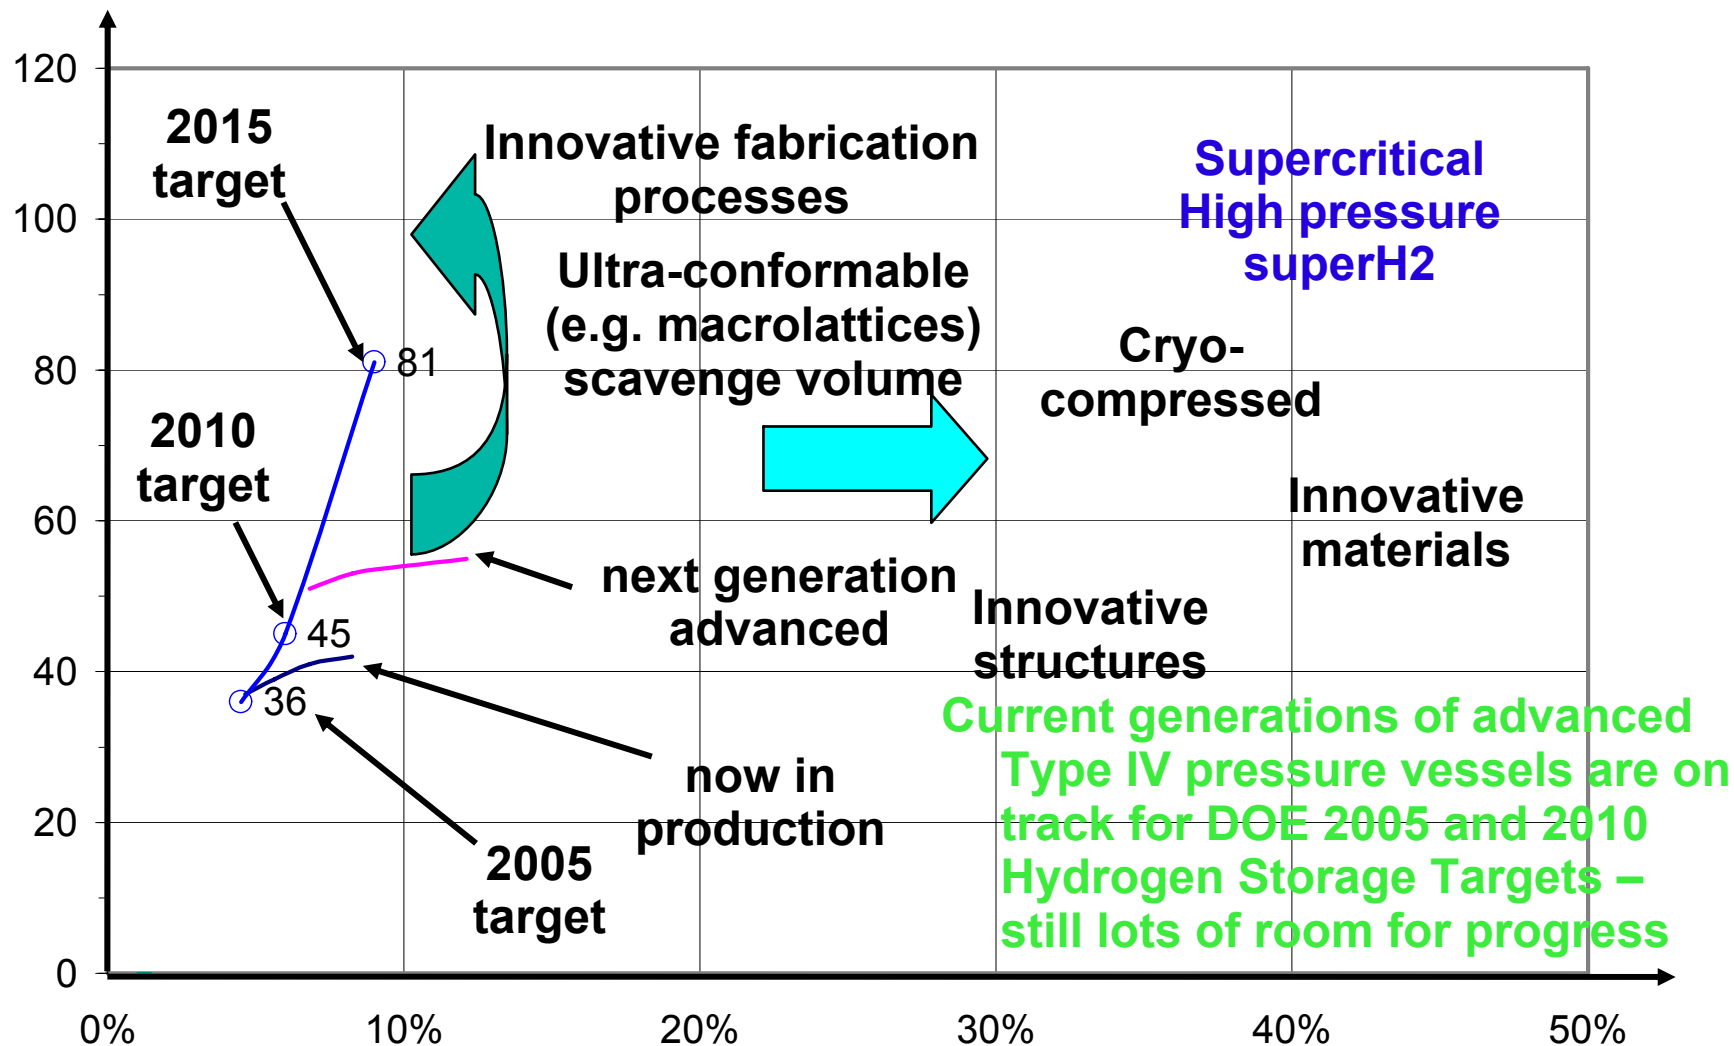 120
100
80
60
40
20
0
0%
10%
20%
30%
40%
50%
2015
target
2010
target
81
45
36
Innovative fabrication
processes
Ultra-conformable
(e.g. macrolattices)
scavenge volume
Supercritical
High pressure
superH2
Cryo-
compressed
Innovative
materials
next generation
advanced
Innovative
structures
now in
production
2005
target
Current generations of advanced
Type IV pressure vessels are on
track for DOE 2005 and 2010
Hydrogen Storage Targets –
still lots of room for progress